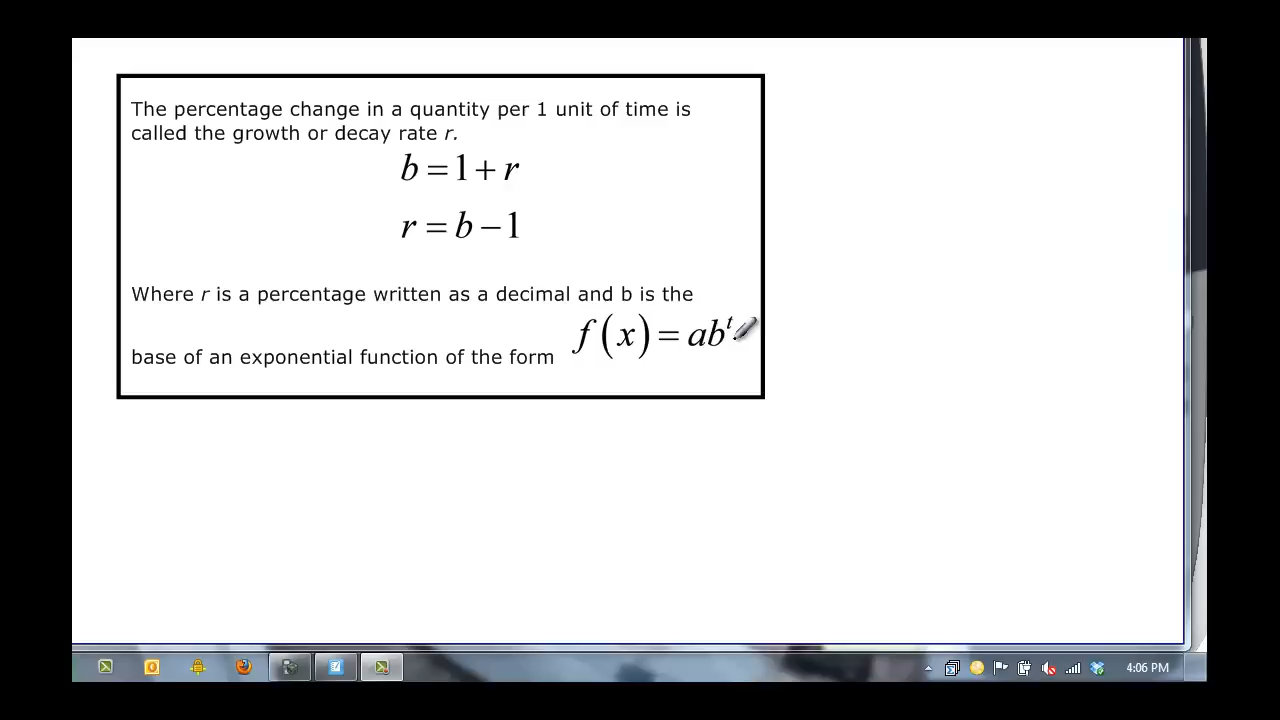 The percentage change in a quantity per 1 unit of time is
called the growth or decay rate r.
b = 1 + r
r = b − 1
Where r is a percentage written as a decimal and b is the
base of an exponential function of the form f(x) = ab^t
4:06 PM